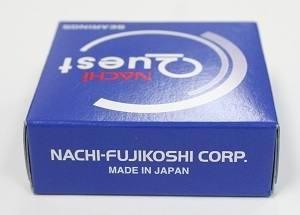 BEARINGS
NACHi
Quest
NACHI-FUJIKOSHI CORP.
MADE IN JAPAN